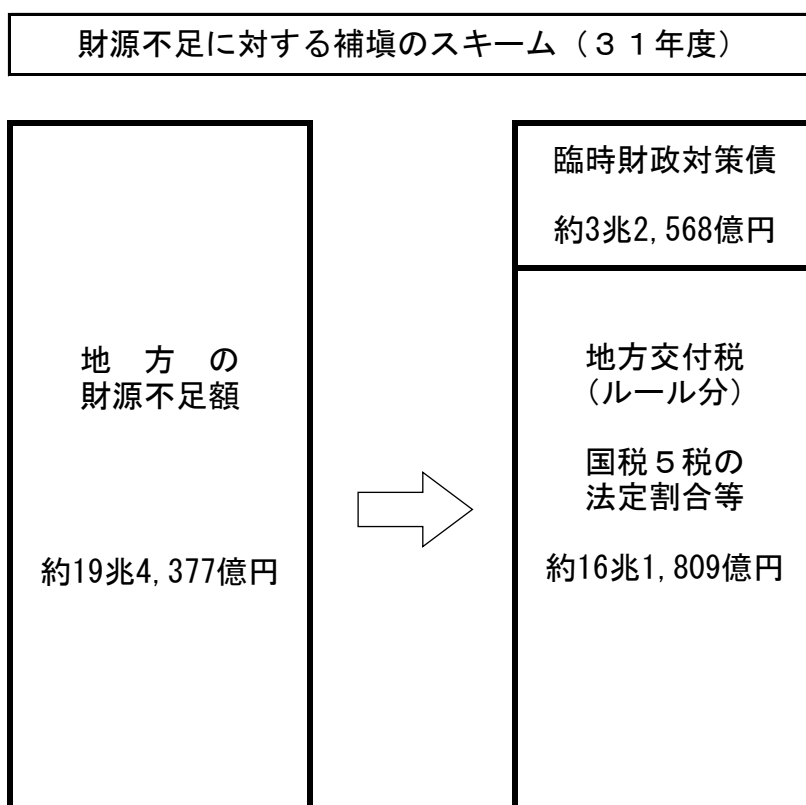 財源不足に対する補塡のスキーム（３１年度）
地　方　の
財源不足額
約19兆4,377億円
臨時財政対策債
約3兆2,568億円
地方交付税
（ルール分）
国税５税の
法定割合等
約16兆1,809億円